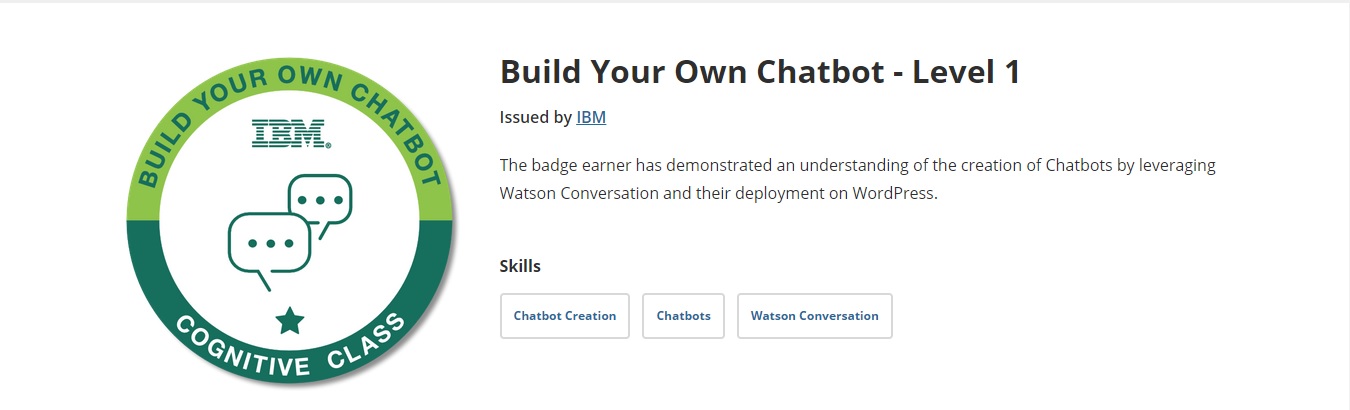 BUILD YOUR OWN CHATBOT
IBM®
COGNITIVE CLASS
Build Your Own Chatbot - Level 1
Issued by IBM
The badge earner has demonstrated an understanding of the creation of Chatbots by leveraging
Watson Conversation and their deployment on WordPress.
Skills
Chatbot Creation
Chatbots
Watson Conversation